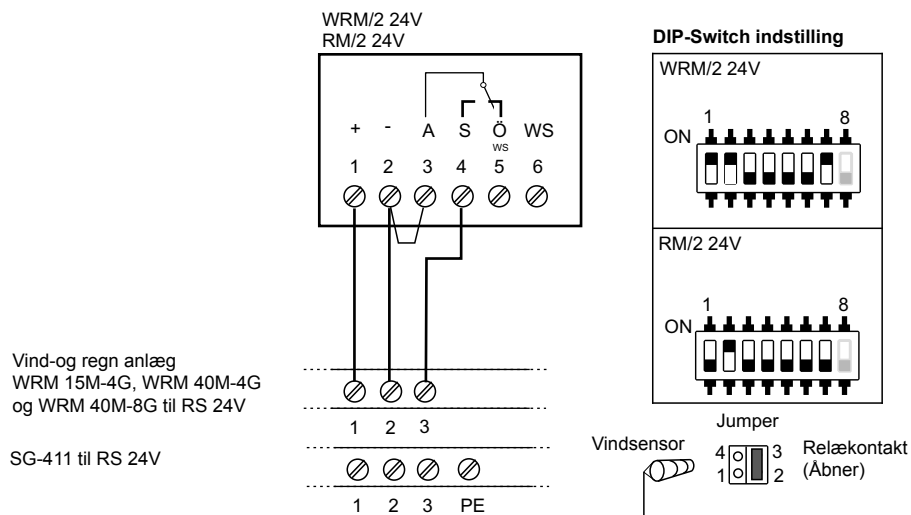 WRM/2 24V
RM/2 24V
+ - A S Ö WS
ws
1 2 3 4 5 6
DIP-Switch indstilling
WRM/2 24V
1 8
ON
RM/2 24V
1 8
ON
Vind-og regn anlæg
WRM 15M-4G, WRM 40M-4G
og WRM 40M-8G til RS 24V
1 2 3
SG-411 til RS 24V
1 2 3 PE
Jumper
Vindsensor
4 3
1 2
Relækontakt
(Åbner)